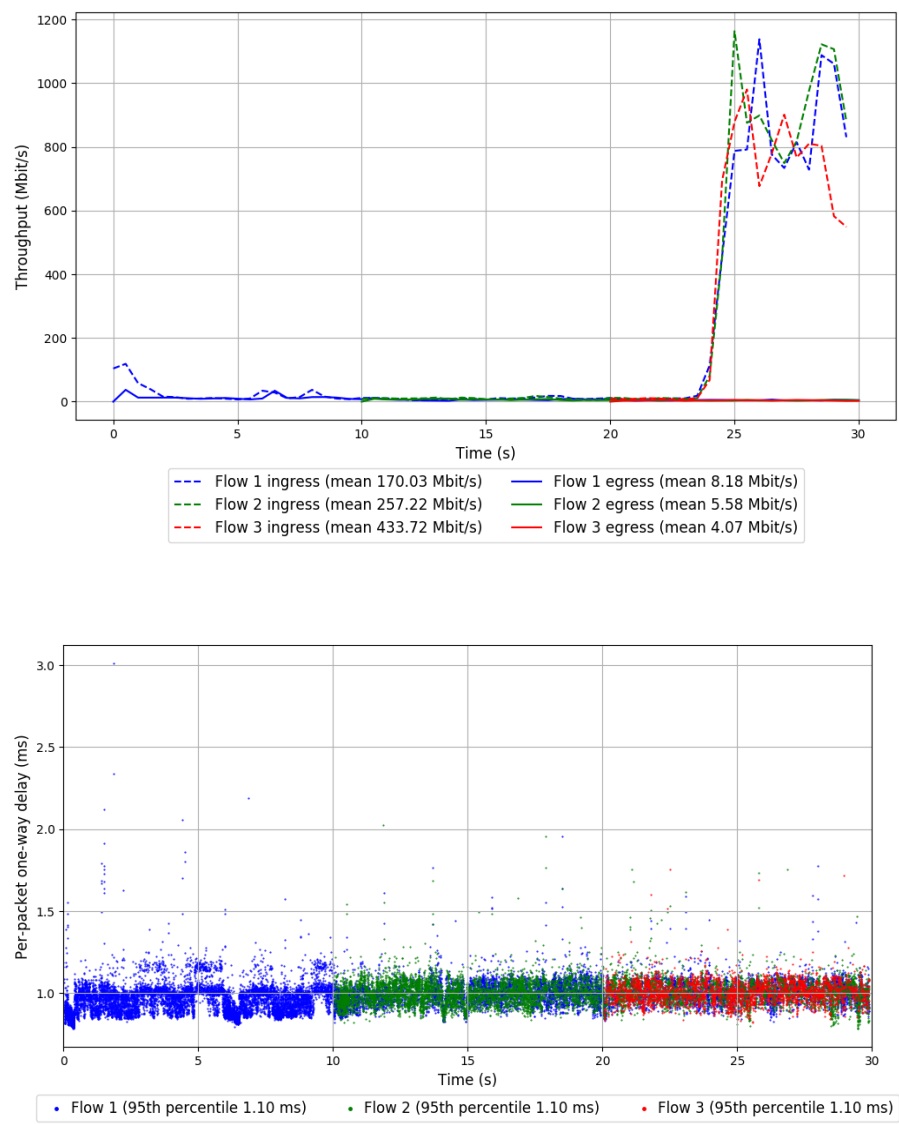 1200
1000
800
600
400
200
0
Throughput (Mbit/s)
0 5 10 15 20 25 30
Time (s)
Flow 1 ingress (mean 170.03 Mbit/s) Flow 1 egress (mean 8.18 Mbit/s)
Flow 2 ingress (mean 257.22 Mbit/s) Flow 2 egress (mean 5.58 Mbit/s)
Flow 3 ingress (mean 433.72 Mbit/s) Flow 3 egress (mean 4.07 Mbit/s)
3.0
2.5
2.0
1.5
1.0
Per-packet one-way delay (ms)
0 5 10 15 20 25 30
Time (s)
Flow 1 (95th percentile 1.10 ms) Flow 2 (95th percentile 1.10 ms) Flow 3 (95th percentile 1.10 ms)